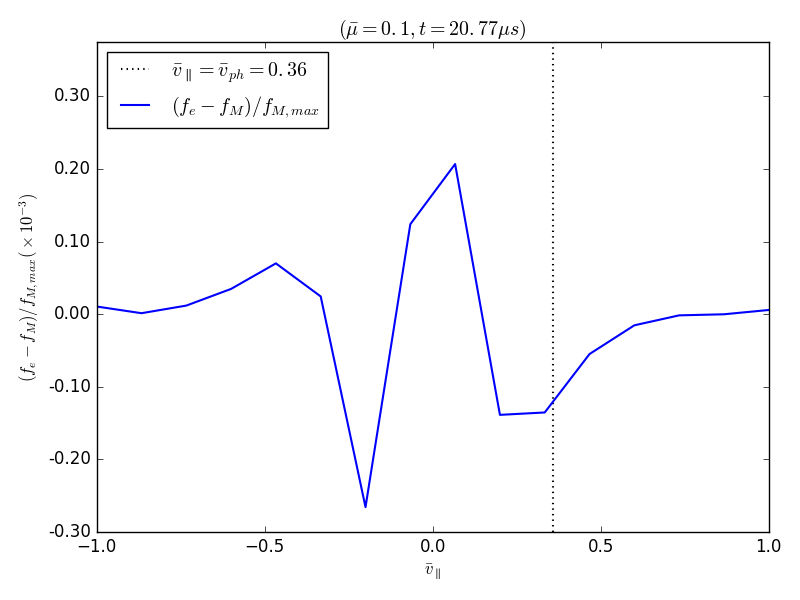 (μ̄ = 0.1, t = 20.77μs)
v̄∥ = v̄ph = 0.36
(fe − fM)/fM,max
(fe − fM)/fM,max(×10⁻³)
0.30
0.20
0.10
0.00
-0.10
-0.20
-0.30
−1.0 −0.5 0.0 0.5 1.0
v̄∥